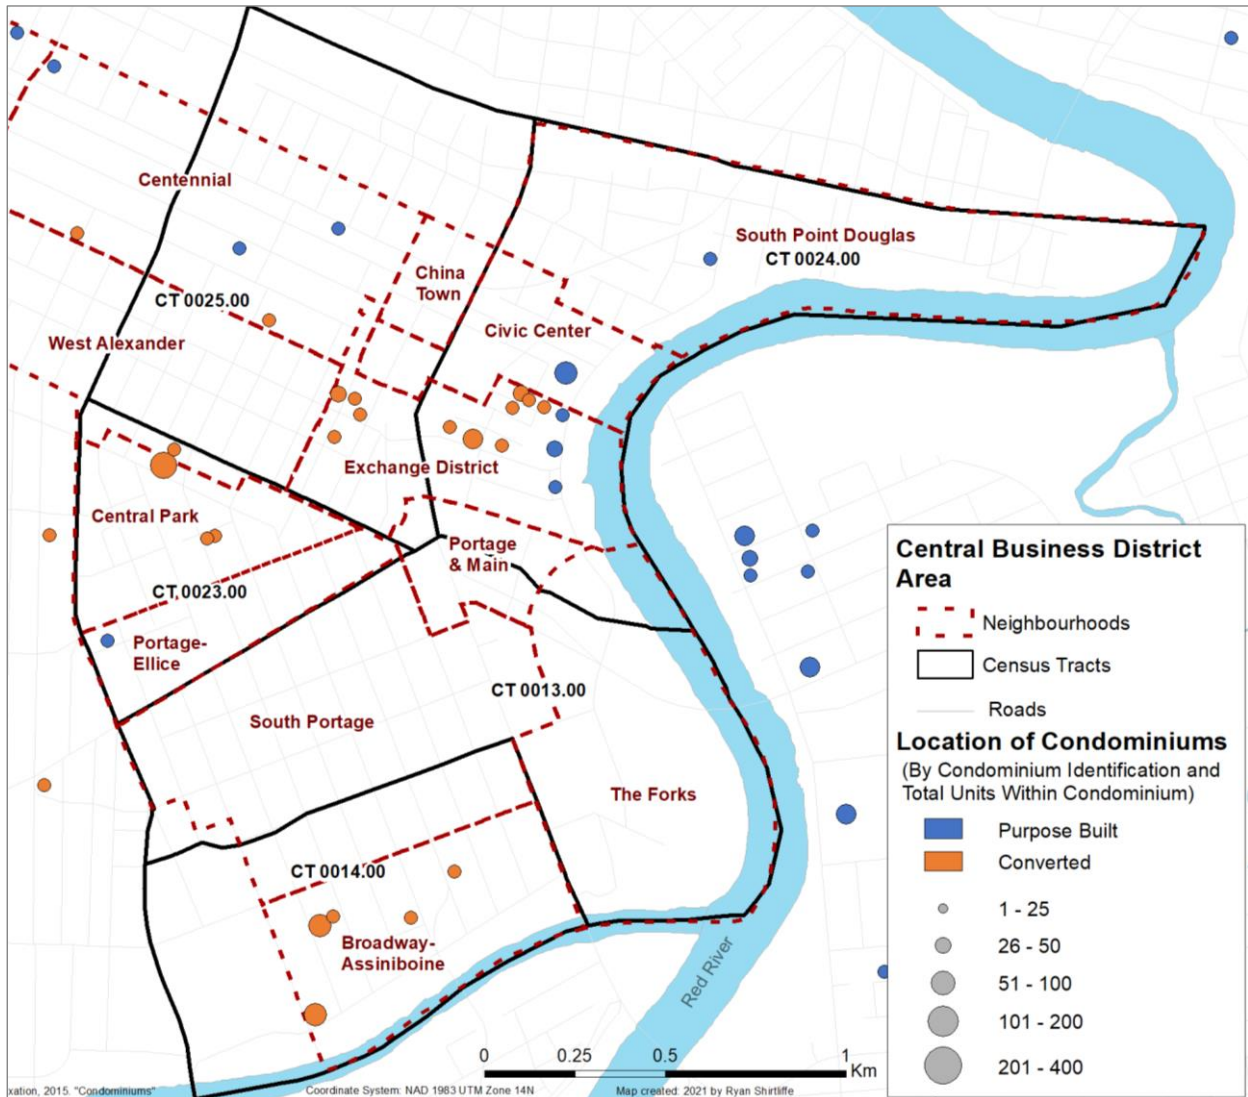 Centennial
South Point Douglas
CT 0024.00
China
Town
CT 0025.00
Civic Center
West Alexander
Exchange District
Central Park
Portage
& Main
CT 0023.00
Portage-
Ellice
CT 0013.00
South Portage
The Forks
CT 0014.00
Broadway-
Assiniboine
Red River
Central Business District
Area
Neighbourhoods
Census Tracts
Roads
Location of Condominiums
(By Condominium Identification and
Total Units Within Condominium)
Purpose Built
Converted
1 - 25
26 - 50
51 - 100
101 - 200
201 - 400
0 0.25 0.5 1
Km
xation, 2015. "Condominiums" Coordinate System: NAD 1983 UTM Zone 14N Map created: 2021 by Ryan Shirtliffe